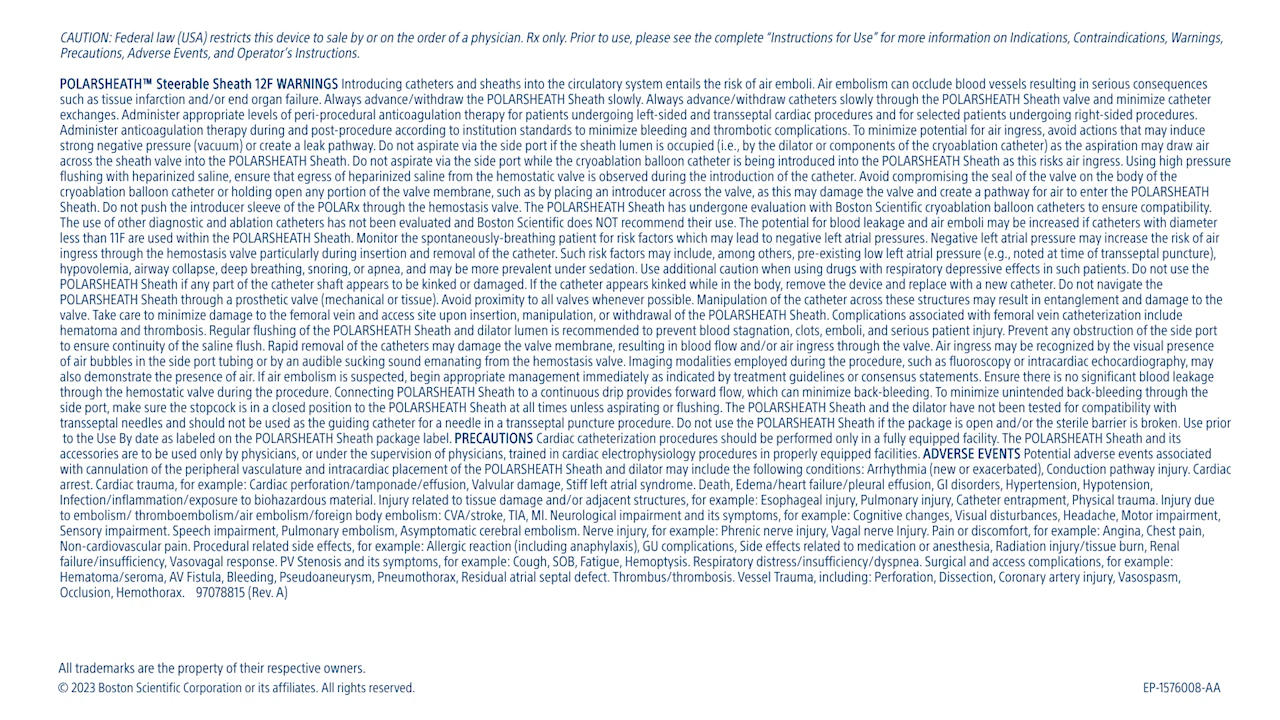 CAUTION: Federal law (USA) restricts this device to sale by or on the order of a physician. Rx only. Prior to use, please see the complete “Instructions for Use” for more information on Indications, Contraindications, Warnings,
Precautions, Adverse Events, and Operator’s Instructions.
POLARSHEATH™ Steerable Sheath 12F WARNINGS Introducing catheters and sheaths into the circulatory system entails the risk of air emboli. Air embolism can occlude blood vessels resulting in serious consequences
such as tissue infarction and/or end organ failure. Always advance/withdraw the POLARSHEATH Sheath slowly. Always advance/withdraw catheters slowly through the POLARSHEATH Sheath valve and minimize catheter
exchanges. Administer appropriate levels of peri-procedural anticoagulation therapy for patients undergoing left-sided and transseptal cardiac procedures and for selected patients undergoing right-sided procedures.
Administer anticoagulation therapy during and post-procedure according to institution standards to minimize bleeding and thrombotic complications. To minimize potential for air ingress, avoid actions that may induce
strong negative pressure (vacuum) or create a leak pathway. Do not aspirate via the side port if the sheath lumen is occupied (i.e., by the dilator or components of the cryoablation catheter) as the aspiration may draw air
across the sheath valve into the POLARSHEATH Sheath. Do not aspirate via the side port while the cryoablation balloon catheter is being introduced into the POLARSHEATH Sheath as this risks air ingress. Using high pressure
flushing with heparinized saline, ensure that egress of heparinized saline from the hemostatic valve is observed during the introduction of the catheter. Avoid compromising the seal of the valve on the body of the
cryoablation balloon catheter or holding open any portion of the valve membrane, such as by placing an introducer across the valve, as this may damage the valve and create a pathway for air to enter the POLARSHEATH
Sheath. Do not push the introducer sleeve of the POLARx through the hemostasis valve. The POLARSHEATH Sheath has undergone evaluation with Boston Scientific cryoablation balloon catheters to ensure compatibility.
The use of other diagnostic and ablation catheters has not been evaluated and Boston Scientific does NOT recommend their use. The potential for blood leakage and air emboli may be increased if catheters with diameter
less than 11F are used within the POLARSHEATH Sheath. Monitor the spontaneously-breathing patient for risk factors which may lead to negative left atrial pressures. Negative left atrial pressure may increase the risk of air
ingress through the hemostasis valve particularly during insertion and removal of the catheter. Such risk factors may include, among others, pre-existing low left atrial pressure (e.g., noted at time of transseptal puncture),
hypovolemia, airway collapse, deep breathing, snoring, or apnea, and may be more prevalent under sedation. Use additional caution when using drugs with respiratory depressive effects in such patients. Do not use the
POLARSHEATH Sheath if any part of the catheter shaft appears to be kinked or damaged. If the catheter appears kinked while in the body, remove the device and replace with a new catheter. Do not navigate the
POLARSHEATH Sheath through a prosthetic valve (mechanical or tissue). Avoid proximity to all valves whenever possible. Manipulation of the catheter across these structures may result in entanglement and damage to the
valve. Take care to minimize damage to the femoral vein and access site upon insertion, manipulation, or withdrawal of the POLARSHEATH Sheath. Complications associated with femoral vein catheterization include
hematoma and thrombosis. Regular flushing of the POLARSHEATH Sheath and dilator lumen is recommended to prevent blood stagnation, clots, emboli, and serious patient injury. Prevent any obstruction of the side port
to ensure continuity of the saline flush. Rapid removal of the catheters may damage the valve membrane, resulting in blood flow and/or air ingress through the valve. Air ingress may be recognized by the visual presence
of air bubbles in the side port tubing or by an audible sucking sound emanating from the hemostasis valve. Imaging modalities employed during the procedure, such as fluoroscopy or intracardiac echocardiography, may
also demonstrate the presence of air. If air embolism is suspected, begin appropriate management immediately as indicated by treatment guidelines or consensus statements. Ensure there is no significant blood leakage
through the hemostatic valve during the procedure. Connecting POLARSHEATH Sheath to a continuous drip provides forward flow, which can minimize back-bleeding. To minimize unintended back-bleeding through the
side port, make sure the stopcock is in a closed position to the POLARSHEATH Sheath at all times unless aspirating or flushing. The POLARSHEATH Sheath and the dilator have not been tested for compatibility with
transseptal needles and should not be used as the guiding catheter for a needle in a transseptal puncture procedure. Do not use the POLARSHEATH Sheath if the package is open and/or the sterile barrier is broken. Use prior
to the Use By date as labeled on the POLARSHEATH Sheath package label. PRECAUTIONS Cardiac catheterization procedures should be performed only in a fully equipped facility. The POLARSHEATH Sheath and its
accessories are to be used only by physicians, or under the supervision of physicians, trained in cardiac electrophysiology procedures in properly equipped facilities. ADVERSE EVENTS Potential adverse events associated
with cannulation of the peripheral vasculature and intracardiac placement of the POLARSHEATH Sheath and dilator may include the following conditions: Arrhythmia (new or exacerbated), Conduction pathway injury. Cardiac
arrest. Cardiac trauma, for example: Cardiac perforation/tamponade/effusion, Valvular damage, Stiff left atrial syndrome. Death, Edema/heart failure/pleural effusion, GI disorders, Hypertension, Hypotension,
Infection/inflammation/exposure to biohazardous material. Injury related to tissue damage and/or adjacent structures, for example: Esophageal injury, Pulmonary injury, Catheter entrapment, Physical trauma. Injury due
to embolism/ thromboembolism/air embolism/foreign body embolism: CVA/stroke, TIA, MI. Neurological impairment and its symptoms, for example: Cognitive changes, Visual disturbances, Headache, Motor impairment,
Sensory impairment. Speech impairment, Pulmonary embolism, Asymptomatic cerebral embolism. Nerve injury, for example: Phrenic nerve injury, Vagal nerve Injury. Pain or discomfort, for example: Angina, Chest pain,
Non-cardiovascular pain. Procedural related side effects, for example: Allergic reaction (including anaphylaxis), GU complications, Side effects related to medication or anesthesia, Radiation injury/tissue burn, Renal
failure/insufficiency, Vasovagal response. PV Stenosis and its symptoms, for example: Cough, SOB, Fatigue, Hemoptysis. Respiratory distress/insufficiency/dyspnea. Surgical and access complications, for example:
Hematoma/seroma, AV Fistula, Bleeding, Pseudoaneurysm, Pneumothorax, Residual atrial septal defect. Thrombus/thrombosis. Vessel Trauma, including: Perforation, Dissection, Coronary artery injury, Vasospasm,
Occlusion, Hemothorax. 97078815 (Rev. A)
All trademarks are the property of their respective owners.
© 2023 Boston Scientific Corporation or its affiliates. All rights reserved.
EP-1576008-AA